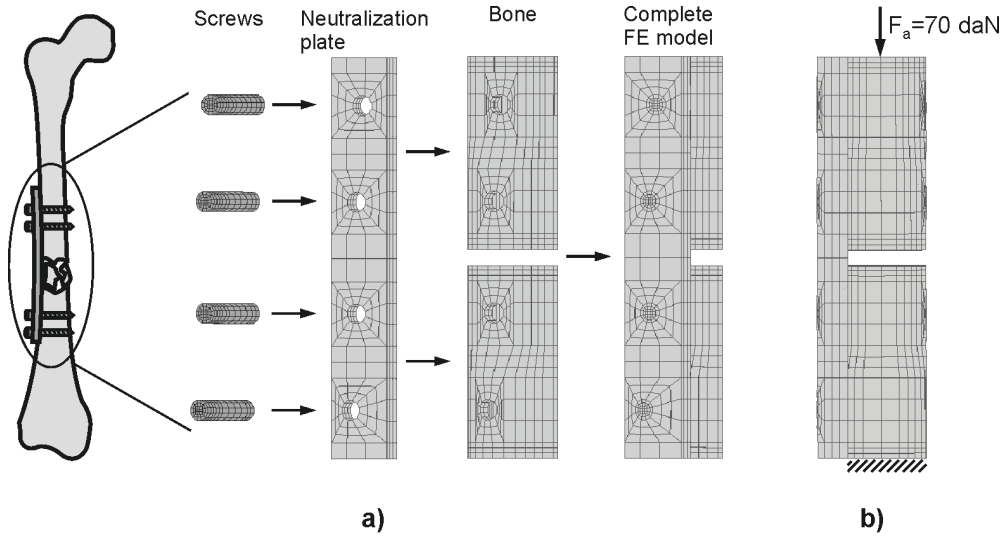 Screws
Neutralization
plate
Bone
Complete
FE model
Fa=70 daN
a)
b)